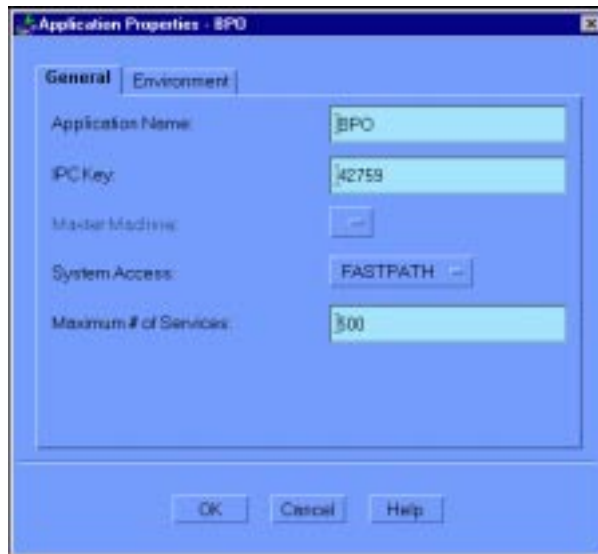 Application Properties - BPO
General Environment
Application Name: BPO
IPC Key: 42759
Master Machine:
System Access: FASTPATH
Maximum # of Services: 500
OK Cancel Help